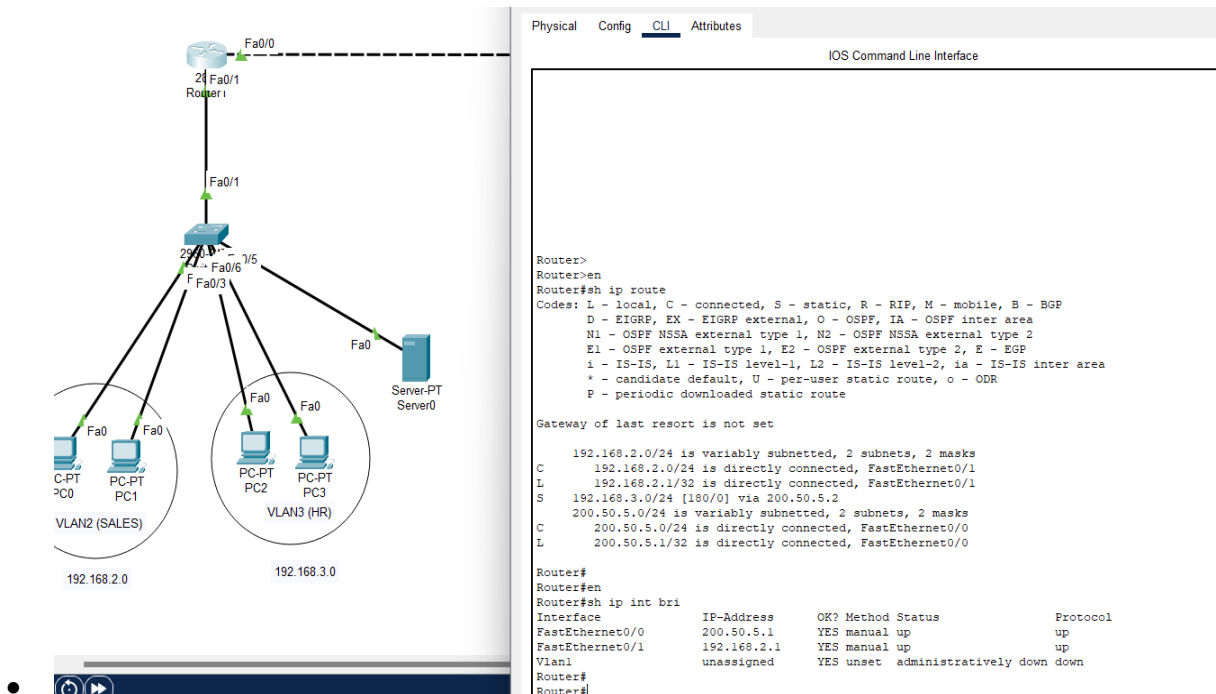 Physical Config CLI Attributes
IOS Command Line Interface
Fa0/0
Fa0/1
Router
Fa0/1
0/5
Fa0/6
Fa0/3
Fa0
Server-PT
Server0
Fa0
Fa0
Fa0
Fa0
C-PT
PC0
PC-PT
PC1
PC-PT
PC2
PC-PT
PC3
VLAN2 (SALES)
VLAN3 (HR)
192.168.2.0
192.168.3.0
Router>
Router>en
Router#sh ip route
Codes: L - local, C - connected, S - static, R - RIP, M - mobile, B - BGP
D - EIGRP, EX - EIGRP external, O - OSPF, IA - OSPF inter area
N1 - OSPF NSSA external type 1, N2 - OSPF NSSA external type 2
E1 - OSPF external type 1, E2 - OSPF external type 2, E - EGP
i - IS-IS, L1 - IS-IS level-1, L2 - IS-IS level-2, ia - IS-IS inter area
* - candidate default, U - per-user static route, o - ODR
P - periodic downloaded static route
Gateway of last resort is not set
192.168.2.0/24 is variably subnetted, 2 subnets, 2 masks
C 192.168.2.0/24 is directly connected, FastEthernet0/1
L 192.168.2.1/32 is directly connected, FastEthernet0/1
S 192.168.3.0/24 [180/0] via 200.50.5.2
200.50.5.0/24 is variably subnetted, 2 subnets, 2 masks
C 200.50.5.0/24 is directly connected, FastEthernet0/0
L 200.50.5.1/32 is directly connected, FastEthernet0/0
Router#
Router#en
Router#sh ip int bri
Interface IP-Address OK? Method Status Protocol
FastEthernet0/0 200.50.5.1 YES manual up up
FastEthernet0/1 192.168.2.1 YES manual up up
Vlan1 unassigned YES unset administratively down down
Router#
Router#